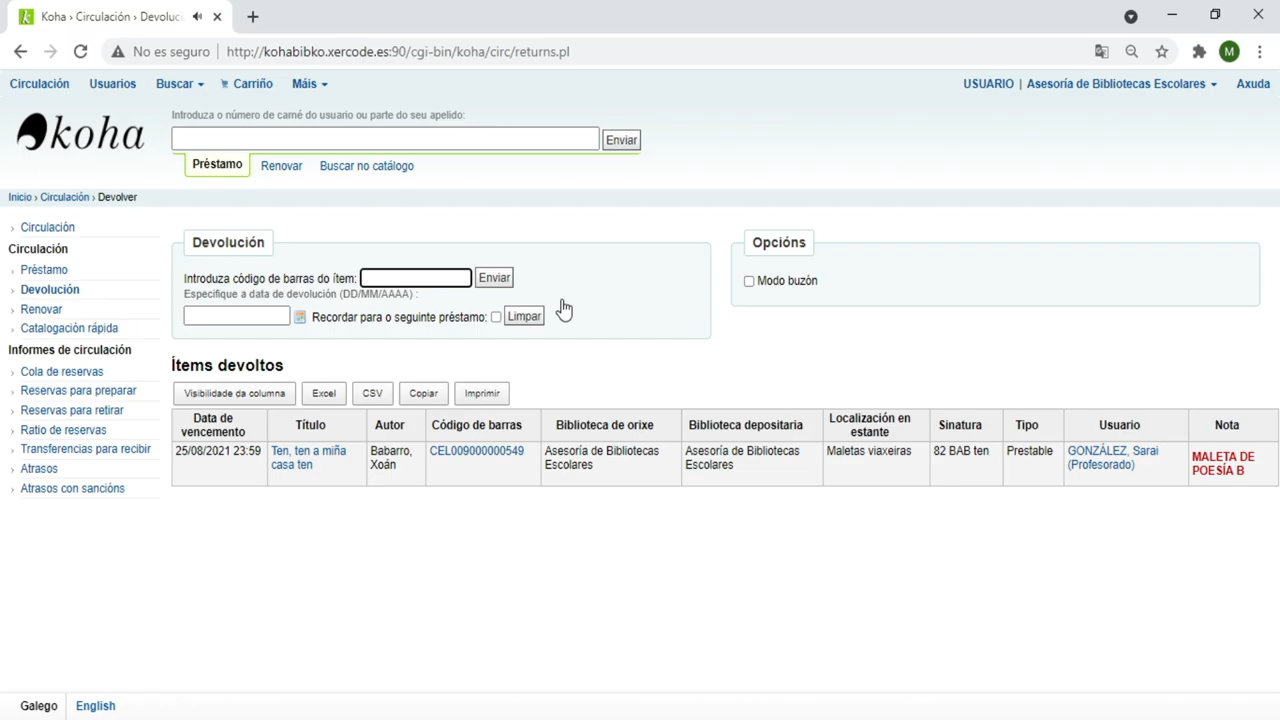 Koha › Circulación › Devoluc
No es seguro
http://kohabibko.xercode.es:90/cgi-bin/koha/circ/returns.pl
M
Circulación Usuarios Buscar Carriño Máis
USUARIO | Asesoría de Bibliotecas Escolares Axuda
koha
Introduza o número de carné do usuario ou parte do seu apelido:
Enviar
Préstamo Renovar Buscar no catálogo
Inicio › Circulación › Devolver
Circulación
Circulación
Préstamo
Devolución
Renovar
Catalogación rápida
Informes de circulación
Cola de reservas
Reservas para preparar
Reservas para retirar
Ratio de reservas
Transferencias para recibir
Atrasos
Atrasos con sancións
Devolución
Introduza código de barras do ítem: Enviar
Especifique a data de devolución (DD/MM/AAAA) :
Recordar para o seguinte préstamo: Limpar
Opcións
Modo buzón
Ítems devoltos
Visibilidade da columna Excel CSV Copiar Imprimir
Data de vencemento Título Autor Código de barras Biblioteca de orixe Biblioteca depositaria Localización en estante Sinatura Tipo Usuario Nota
25/08/2021 23:59 Ten, ten a miña casa ten Babarro, Xoán CEL009000000549 Asesoría de Bibliotecas Escolares Asesoría de Bibliotecas Escolares Maletas viaxeiras 82 BAB ten Prestable GONZÁLEZ, Sarai (Profesorado) MALETA DE POESÍA B
Galego English